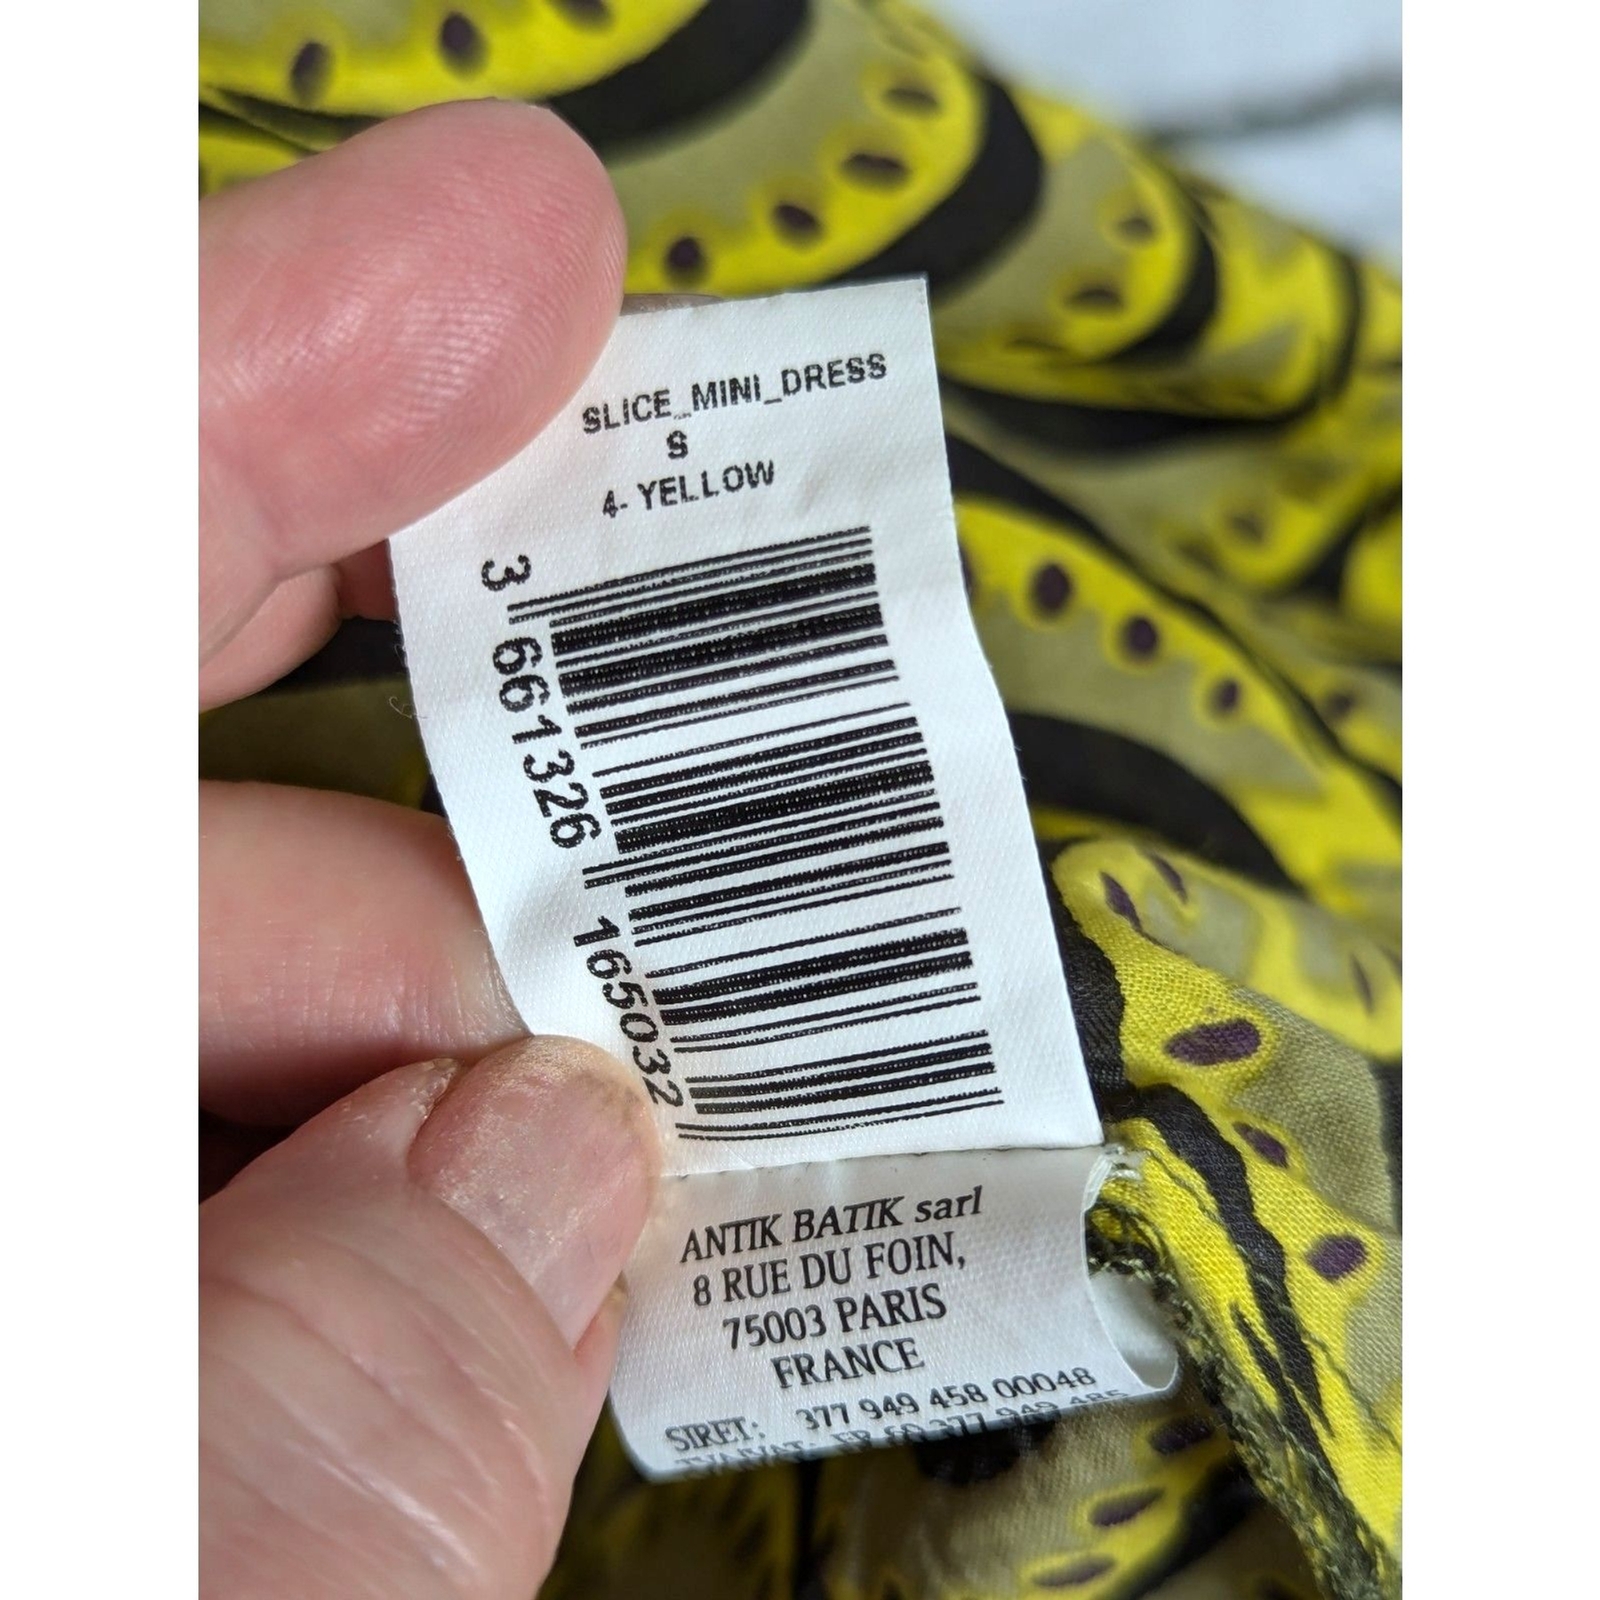 SLICE_MINI_DRESS
S
4- YELLOW
3 661326 165032
ANTIK BATIK sarl
8 RUE DU FOIN,
75003 PARIS
FRANCE
SIRET: 377 949 458 00048